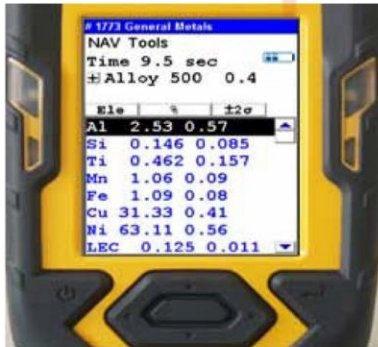 # 1773 General Metals
NAV Tools
Time 9.5 sec
Alloy 500 0.4
Ele % ±2σ
Al 2.53 0.57
Si 0.146 0.085
Ti 0.462 0.157
Mn 1.06 0.09
Fe 1.09 0.08
Cu 31.33 0.41
Ni 63.11 0.56
LEC 0.125 0.011